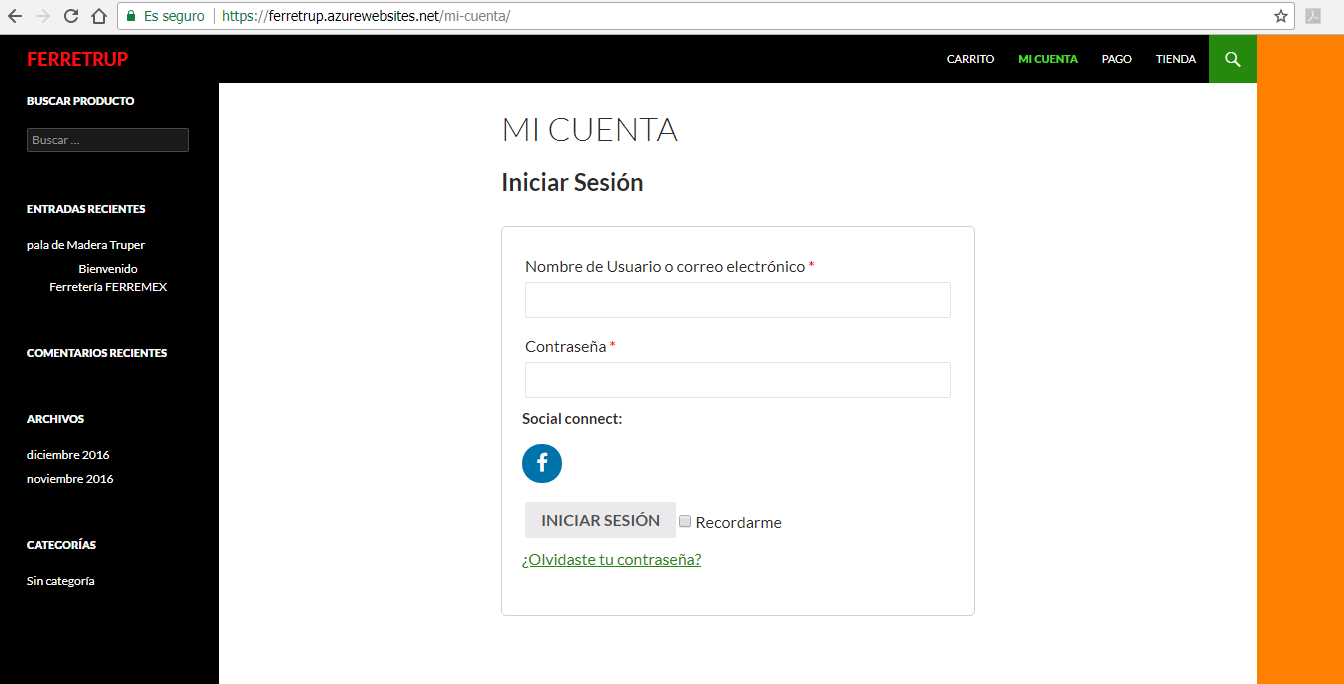 Es seguro https://ferretrup.azurewebsites.net/mi-cuenta/
FERRETRUP
CARRITO MI CUENTA PAGO TIENDA
BUSCAR PRODUCTO
Buscar ...
ENTRADAS RECIENTES
pala de Madera Truper
Bienvenido
Ferretería FERREMEX
COMENTARIOS RECIENTES
ARCHIVOS
diciembre 2016
noviembre 2016
CATEGORÍAS
Sin categoría
MI CUENTA
Iniciar Sesión
Nombre de Usuario o correo electrónico *
Contraseña *
Social connect:
INICIAR SESIÓN Recordarme
¿Olvidaste tu contraseña?